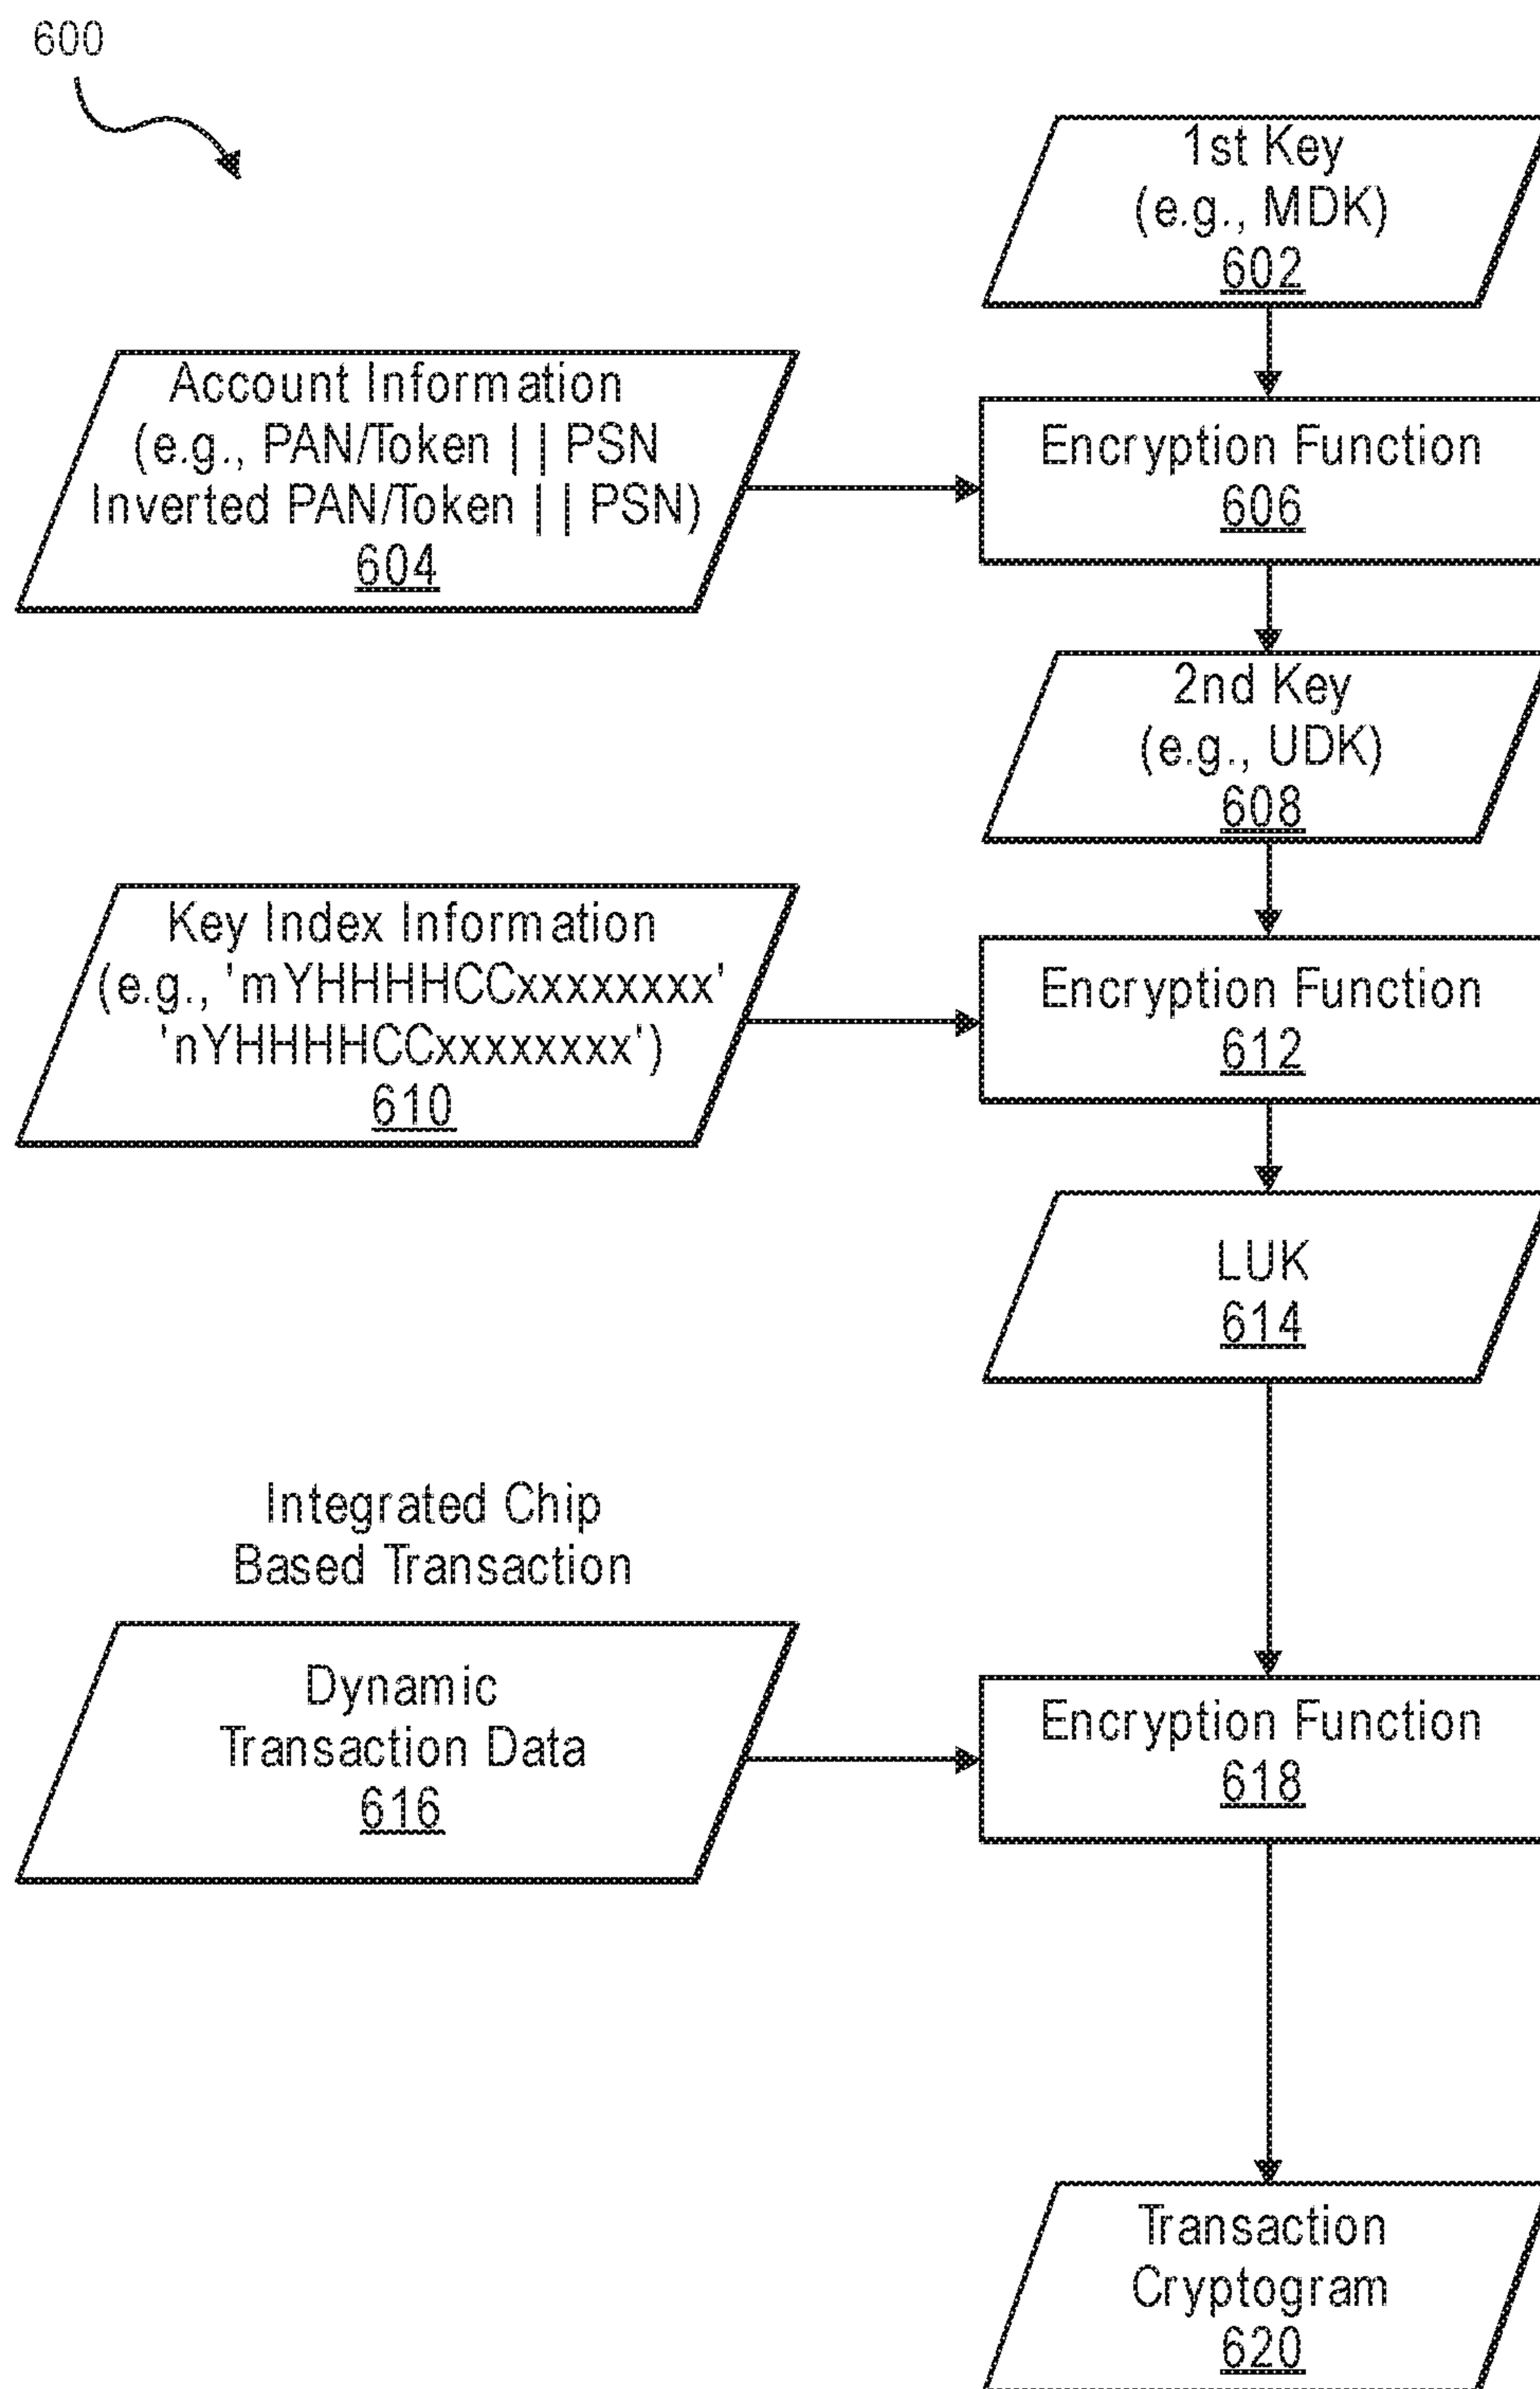 600
1st Key
(e.g., MDK)
602
Account Information
(e.g., PAN/Token | | PSN
Inverted PAN/Token | | PSN)
604
Encryption Function
606
2nd Key
(e.g., UDK)
608
Key Index Information
(e.g., 'mYHHHHCCxxxxxxxx'
'nYHHHHCCxxxxxxxx')
610
Encryption Function
612
LUK
614
Integrated Chip
Based Transaction
Dynamic
Transaction Data
616
Encryption Function
618
Transaction
Cryptogram
620